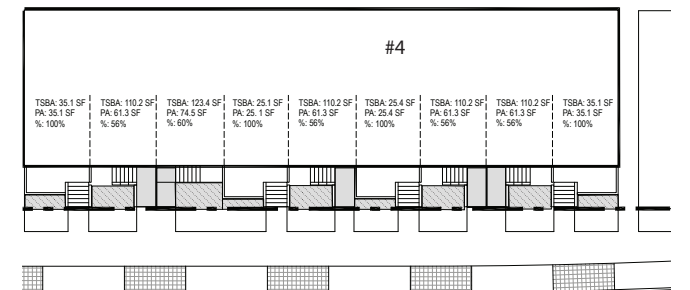 #4
TSBA: 35.1 SF
PA: 35.1 SF
%: 100%
TSBA: 110.2 SF
PA: 61.3 SF
%: 56%
TSBA: 123.4 SF
PA: 74.5 SF
%: 60%
TSBA: 25.1 SF
PA: 25. 1 SF
%: 100%
TSBA: 110.2 SF
PA: 61.3 SF
%: 56%
TSBA: 25.4 SF
PA: 25.4 SF
%: 100%
TSBA: 110.2 SF
PA: 61.3 SF
%: 56%
TSBA: 110.2 SF
PA: 61.3 SF
%: 56%
TSBA: 35.1 SF
PA: 35.1 SF
%: 100%